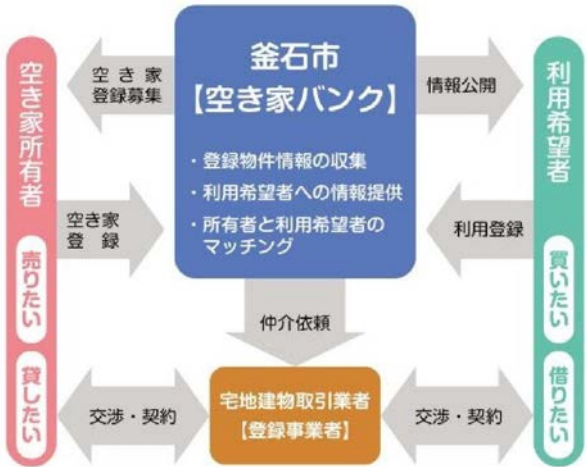 空き家所有者
売りたい
貸したい
空き家
登録募集
空き家
登録
釜石市
【空き家バンク】
・登録物件情報の収集
・利用希望者への情報提供
・所有者と利用希望者の
マッチング
情報公開
利用登録
利用希望者
買いたい
借りたい
仲介依頼
交渉・契約
宅地建物取引業者
【登録事業者】
交渉・契約